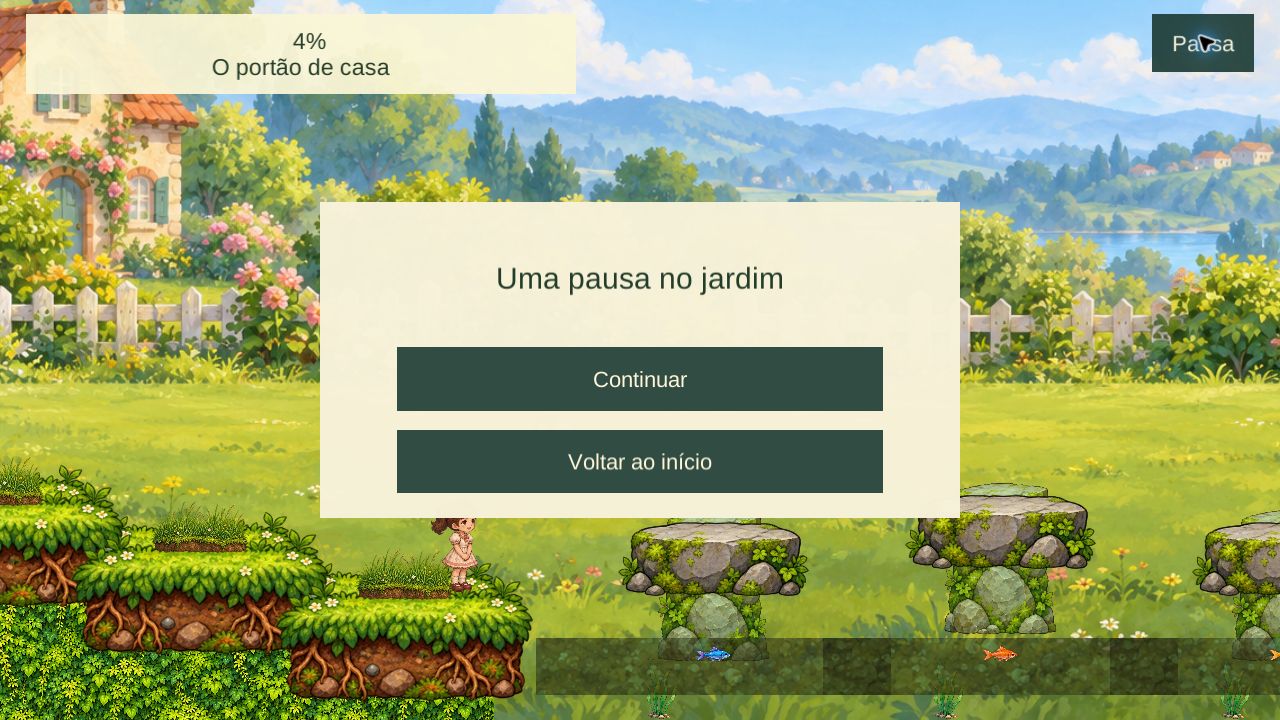 4%
O portão de casa
Pausa
Uma pausa no jardim
Continuar
Voltar ao início